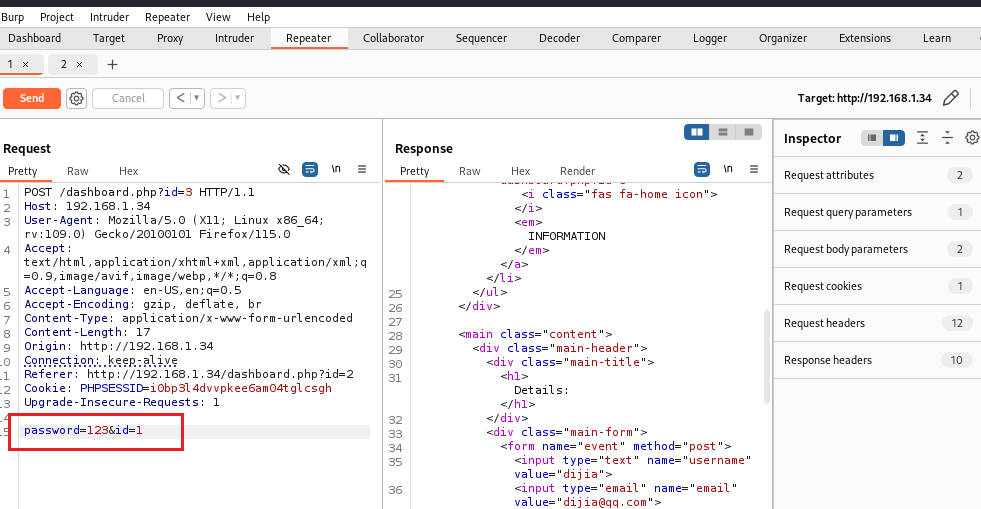 Burp Project Intruder Repeater View Help
Dashboard Target Proxy Intruder Repeater Collaborator Sequencer Decoder Comparer Logger Organizer Extensions Learn
1 × 2 × +
Send Cancel < > Target: http://192.168.1.34
Request
Pretty Raw Hex \n
1 POST /dashboard.php?id=3 HTTP/1.1
2 Host: 192.168.1.34
3 User-Agent: Mozilla/5.0 (X11; Linux x86_64;
rv:109.0) Gecko/20100101 Firefox/115.0
4 Accept:
text/html,application/xhtml+xml,application/xml;q
=0.9,image/avif,image/webp,*/*;q=0.8
5 Accept-Language: en-US,en;q=0.5
6 Accept-Encoding: gzip, deflate, br
7 Content-Type: application/x-www-form-urlencoded
8 Content-Length: 17
9 Origin: http://192.168.1.34
10 Connection: keep-alive
11 Referer: http://192.168.1.34/dashboard.php?id=2
12 Cookie: PHPSESSID=i0bp3l4dvvpkee6am04tglcsgh
13 Upgrade-Insecure-Requests: 1
14
15 password=123&id=1
Response
Pretty Raw Hex Render \n
<i class="fas fa-home icon">
</i>
<em>
INFORMATION
</em>
</a>
</li>
25 </ul>
26 </div>
27
28 <main class="content">
29 <div class="main-header">
30 <div class="main-title">
31 <h1>
Details:
</h1>
32 </div>
33 <div class="main-form">
34 <form name="event" method="post">
35 <input type="text" name="username"
value="dijia">
36 <input type="email" name="email"
value="dijia@qq.com">
Inspector
Request attributes 2
Request query parameters 1
Request body parameters 2
Request cookies 1
Request headers 12
Response headers 10